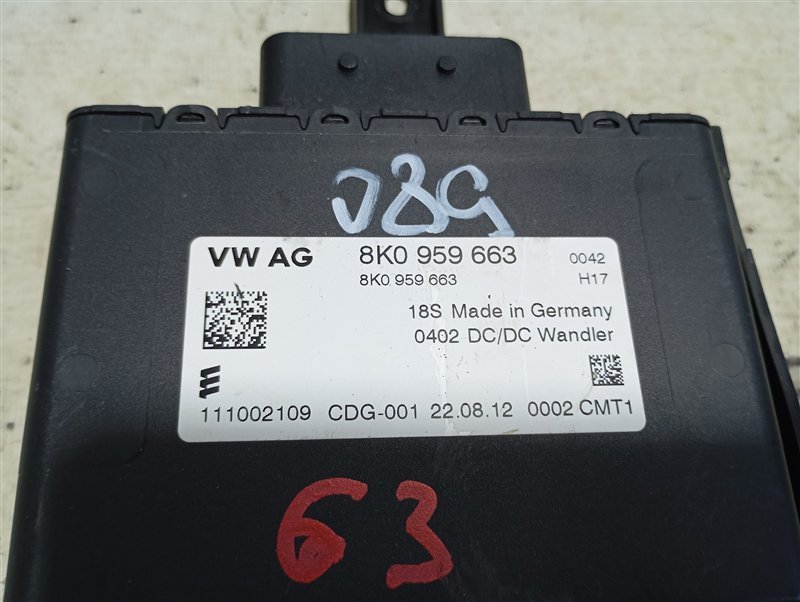 089
VW AG 8K0 959 663 0042
8K0 959 663 H17
18S Made in Germany
0402 DC/DC Wandler
111002109 CDG-001 22.08.12 0002 CMT1
63